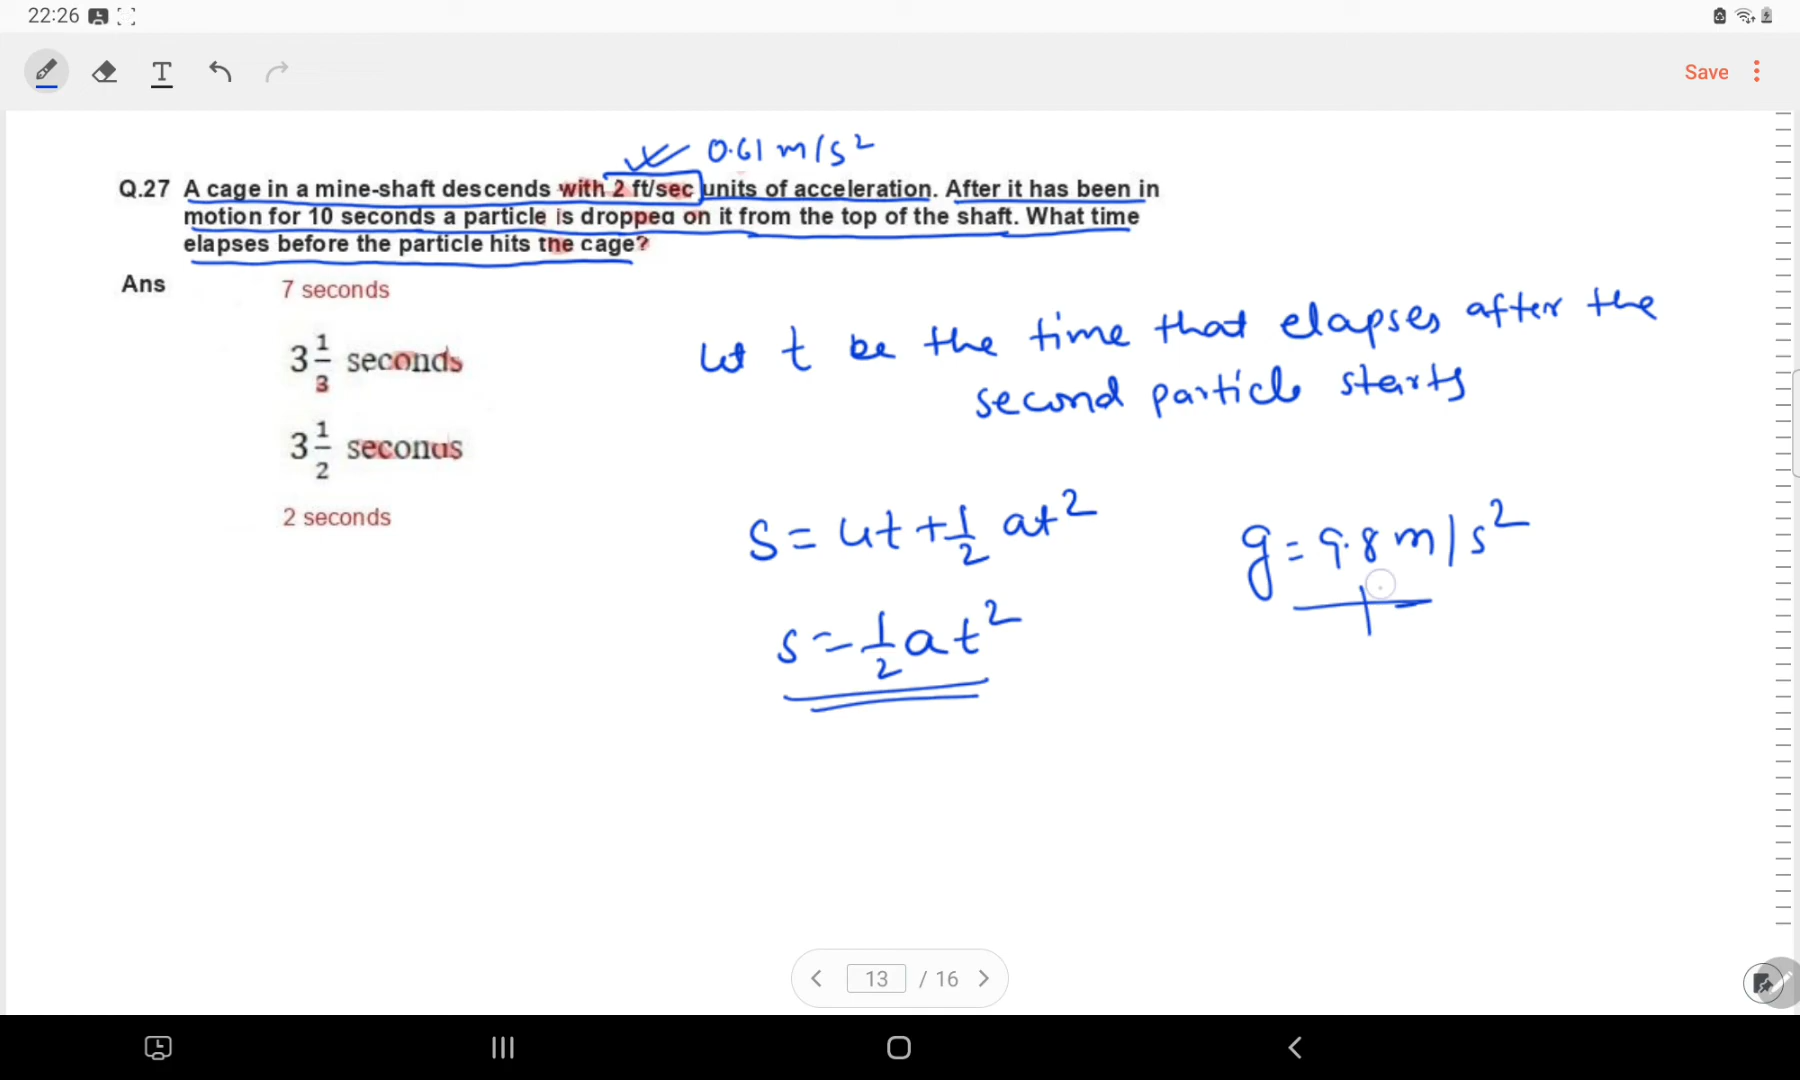 22:26
T
Save
0.61 m/s²
Q.27 A cage in a mine-shaft descends with 2 ft/sec units of acceleration. After it has been in
motion for 10 seconds a particle is dropped on it from the top of the shaft. What time
elapses before the particle hits the cage?
Ans
7 seconds
3 1/3 seconds
3 1/2 seconds
2 seconds
Let t be the time that elapses after the
second particle starts
S = ut + 1/2 at²
g = 9.8 m/s²
s = 1/2 at²
13 / 16